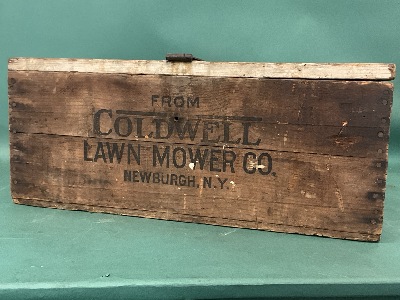 FROM
COLDWELL
LAWN MOWER CO.
NEWBURGH, N.Y.